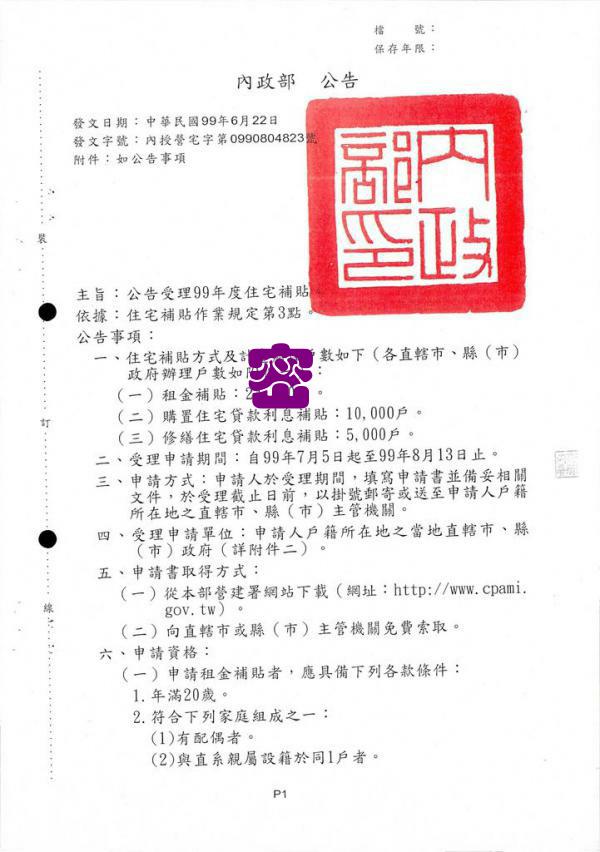 檔　　號：
保存年限：
內政部　公告
發文日期：中華民國99年6月22日
發文字號：內授營宅字第0990804823號
附件：如公告事項
內政部印
主旨：公告受理99年度住宅補貼
依據：住宅補貼作業規定第3點。
公告事項：
一、住宅補貼方式及計 戶數如下（各直轄市、縣（市）
政府辦理戶數如附 ：
（一）租金補貼：2 。
（二）購置住宅貸款利息補貼：10,000戶。
（三）修繕住宅貸款利息補貼：5,000戶。
二、受理申請期間：自99年7月5日起至99年8月13日止。
三、申請方式：申請人於受理期間，填寫申請書並備妥相關
文件，於受理截止日前，以掛號郵寄或送至申請人戶籍
所在地之直轄市、縣（市）主管機關。
四、受理申請單位：申請人戶籍所在地之當地直轄市、縣
（市）政府（詳附件二）。
五、申請書取得方式：
（一）從本部營建署網站下載（網址：http://www.cpami.
gov.tw）。
（二）向直轄市或縣（市）主管機關免費索取。
六、申請資格：
（一）申請租金補貼者，應具備下列各款條件：
1.年滿20歲。
2.符合下列家庭組成之一：
(1)有配偶者。
(2)與直系親屬設籍於同1戶者。
裝
訂
線
P1